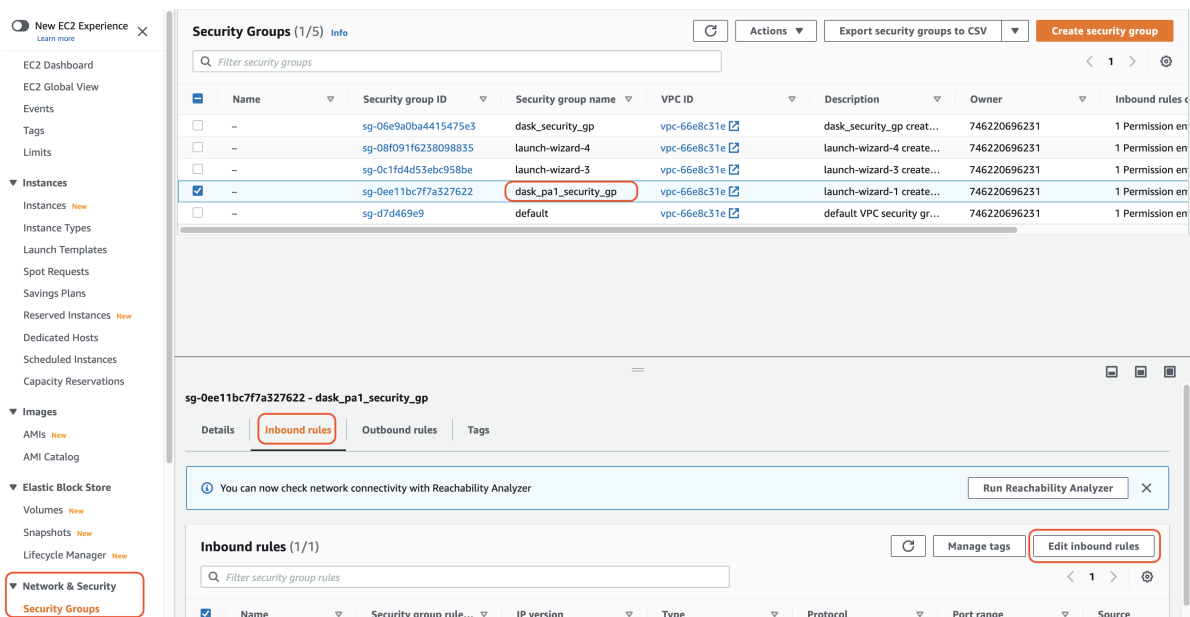 New EC2 Experience
Learn more
EC2 Dashboard
EC2 Global View
Events
Tags
Limits
Instances
Instances New
Instance Types
Launch Templates
Spot Requests
Savings Plans
Reserved Instances New
Dedicated Hosts
Scheduled Instances
Capacity Reservations
Images
AMIs New
AMI Catalog
Elastic Block Store
Volumes New
Snapshots New
Lifecycle Manager New
Network & Security
Security Groups
Security Groups (1/5) Info
Actions
Export security groups to CSV
Create security group
Filter security groups
1
Name Security group ID Security group name VPC ID Description Owner Inbound rules c
– sg-06e9a0ba4415475e3 dask_security_gp vpc-66e8c31e dask_security_gp creat... 746220696231 1 Permission en
– sg-08f091f6238098835 launch-wizard-4 vpc-66e8c31e launch-wizard-4 create... 746220696231 1 Permission en
– sg-0c1fd4d53ebc958be launch-wizard-3 vpc-66e8c31e launch-wizard-3 create... 746220696231 1 Permission en
– sg-0ee11bc7f7a327622 dask_pa1_security_gp vpc-66e8c31e launch-wizard-1 create... 746220696231 1 Permission en
– sg-d7d469e9 default vpc-66e8c31e default VPC security gr... 746220696231 1 Permission en
sg-0ee11bc7f7a327622 - dask_pa1_security_gp
Details Inbound rules Outbound rules Tags
You can now check network connectivity with Reachability Analyzer
Run Reachability Analyzer
Inbound rules (1/1)
Manage tags
Edit inbound rules
Filter security group rules
1
Name Security group rule... IP version Type Protocol Port range Source